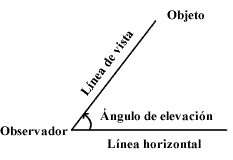 Objeto
Línea de vista
Ángulo de elevación
Observador
Línea horizontal